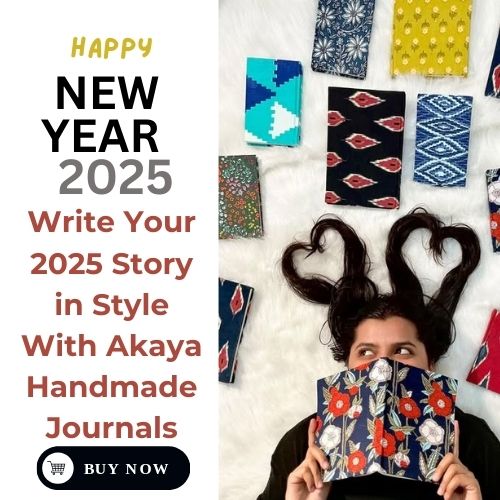 HAPPY
NEW
YEAR
2025
Write Your
2025 Story
in Style
With Akaya
Handmade
Journals
BUY NOW